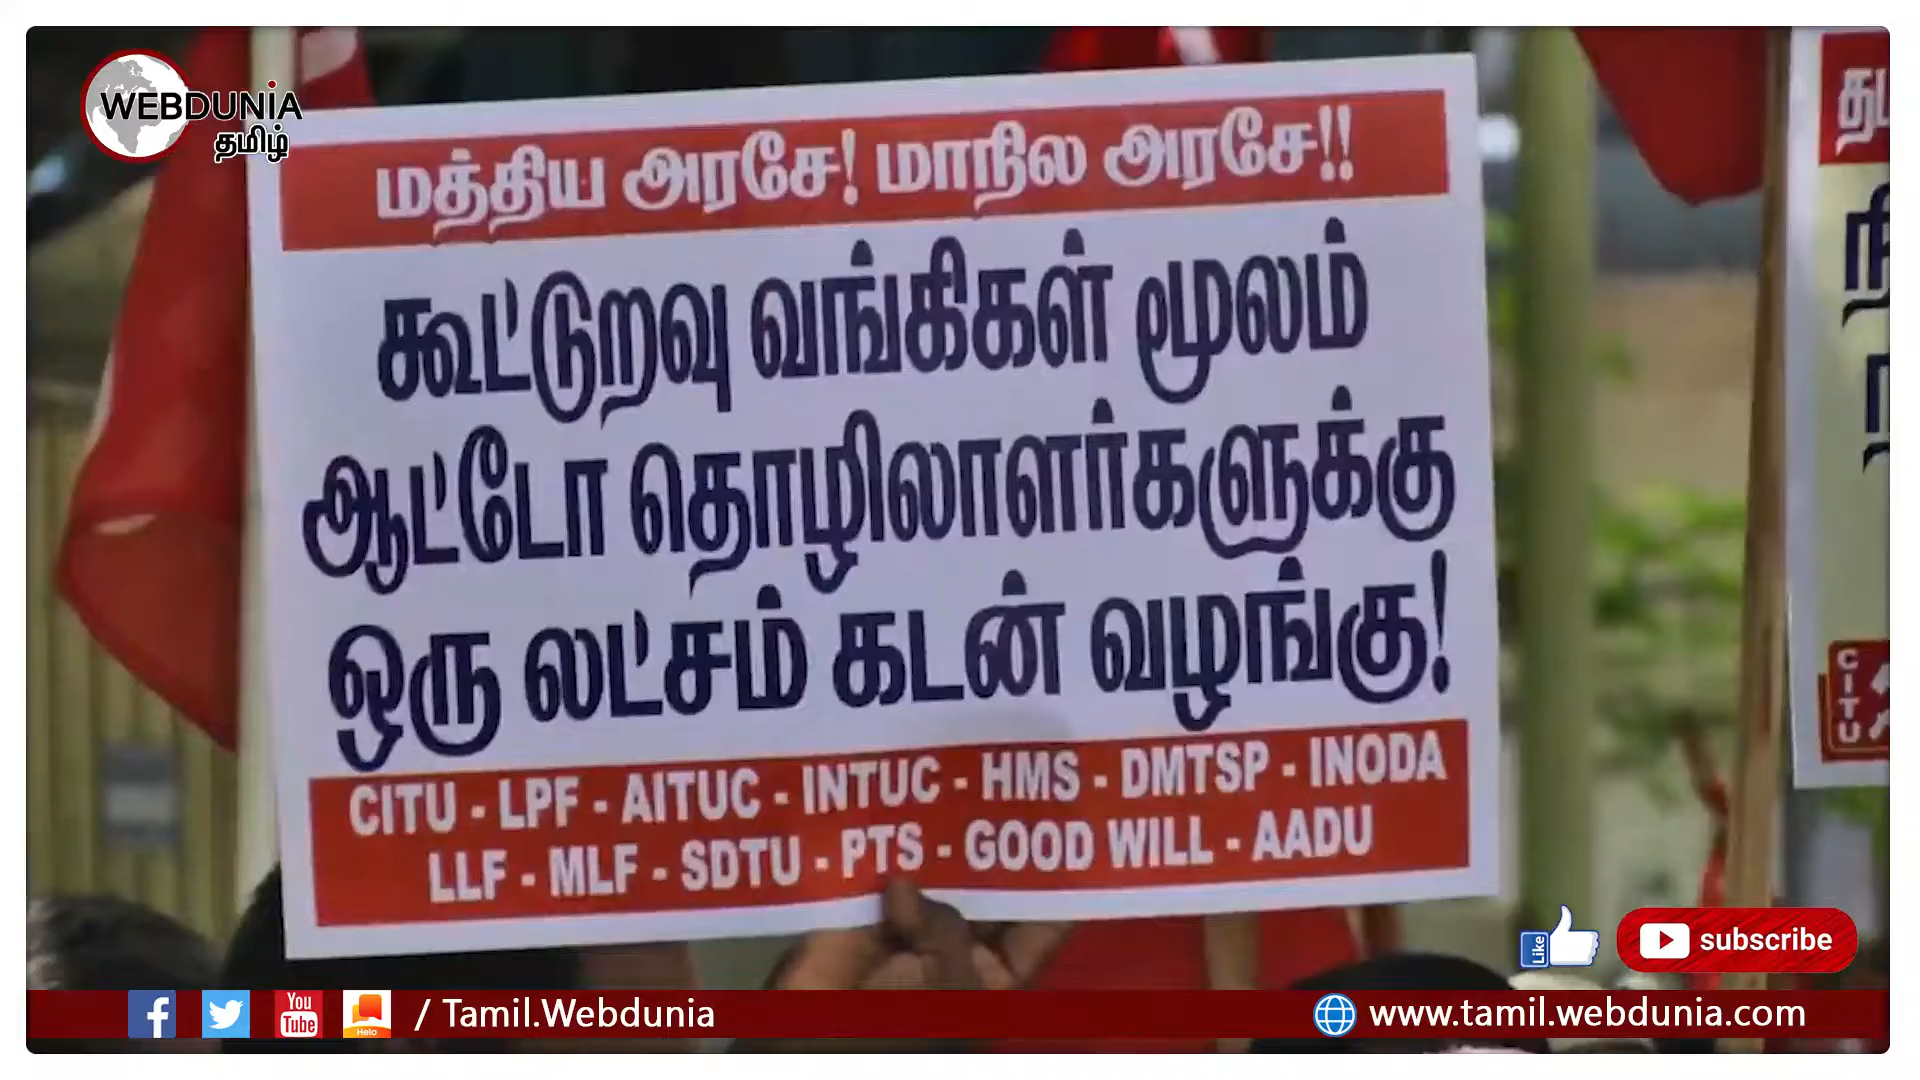 WEBDUNIA
தமிழ்
மத்திய அரசே! மாநில அரசே!!
கூட்டுறவு வங்கிகள் மூலம்
ஆட்டோ தொழிலாளர்களுக்கு
ஒரு லட்சம் கடன் வழங்கு!
CITU - LPF - AITUC - INTUC - HMS - DMTSP - INODA
LLF - MLF - SDTU - PTS - GOOD WILL - AADU
CITU
Like
subscribe
You Tube
Helo
/ Tamil.Webdunia
www.tamil.webdunia.com